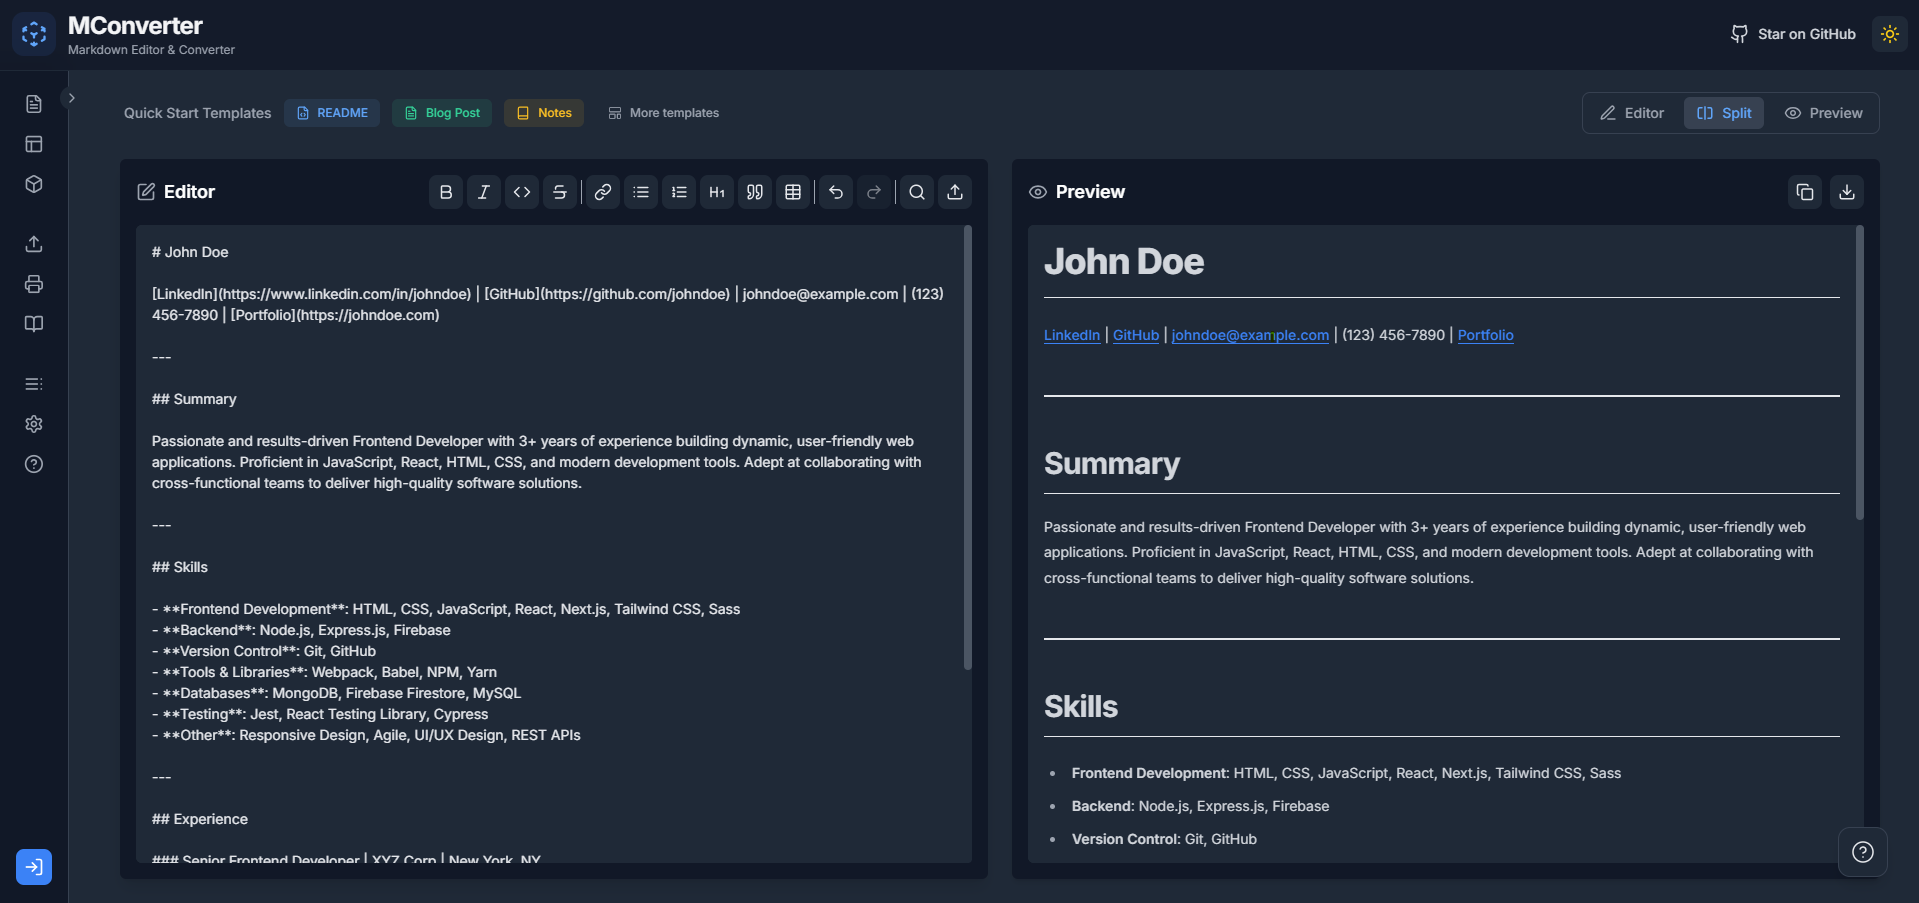 MConverter
Markdown Editor & Converter
Star on GitHub
Quick Start Templates
README
Blog Post
Notes
More templates
Editor
Split
Preview
Editor
B
I
H1
# John Doe
[LinkedIn](https://www.linkedin.com/in/johndoe) | [GitHub](https://github.com/johndoe) | johndoe@example.com | (123)
456-7890 | [Portfolio](https://johndoe.com)
---
## Summary
Passionate and results-driven Frontend Developer with 3+ years of experience building dynamic, user-friendly web
applications. Proficient in JavaScript, React, HTML, CSS, and modern development tools. Adept at collaborating with
cross-functional teams to deliver high-quality software solutions.
---
## Skills
- **Frontend Development**: HTML, CSS, JavaScript, React, Next.js, Tailwind CSS, Sass
- **Backend**: Node.js, Express.js, Firebase
- **Version Control**: Git, GitHub
- **Tools & Libraries**: Webpack, Babel, NPM, Yarn
- **Databases**: MongoDB, Firebase Firestore, MySQL
- **Testing**: Jest, React Testing Library, Cypress
- **Other**: Responsive Design, Agile, UI/UX Design, REST APIs
---
## Experience
### Senior Frontend Developer | XYZ Corp | New York, NY
Preview
John Doe
LinkedIn | GitHub | johndoe@example.com | (123) 456-7890 | Portfolio
Summary
Passionate and results-driven Frontend Developer with 3+ years of experience building dynamic, user-friendly web
applications. Proficient in JavaScript, React, HTML, CSS, and modern development tools. Adept at collaborating with
cross-functional teams to deliver high-quality software solutions.
Skills
• Frontend Development: HTML, CSS, JavaScript, React, Next.js, Tailwind CSS, Sass
• Backend: Node.js, Express.js, Firebase
• Version Control: Git, GitHub